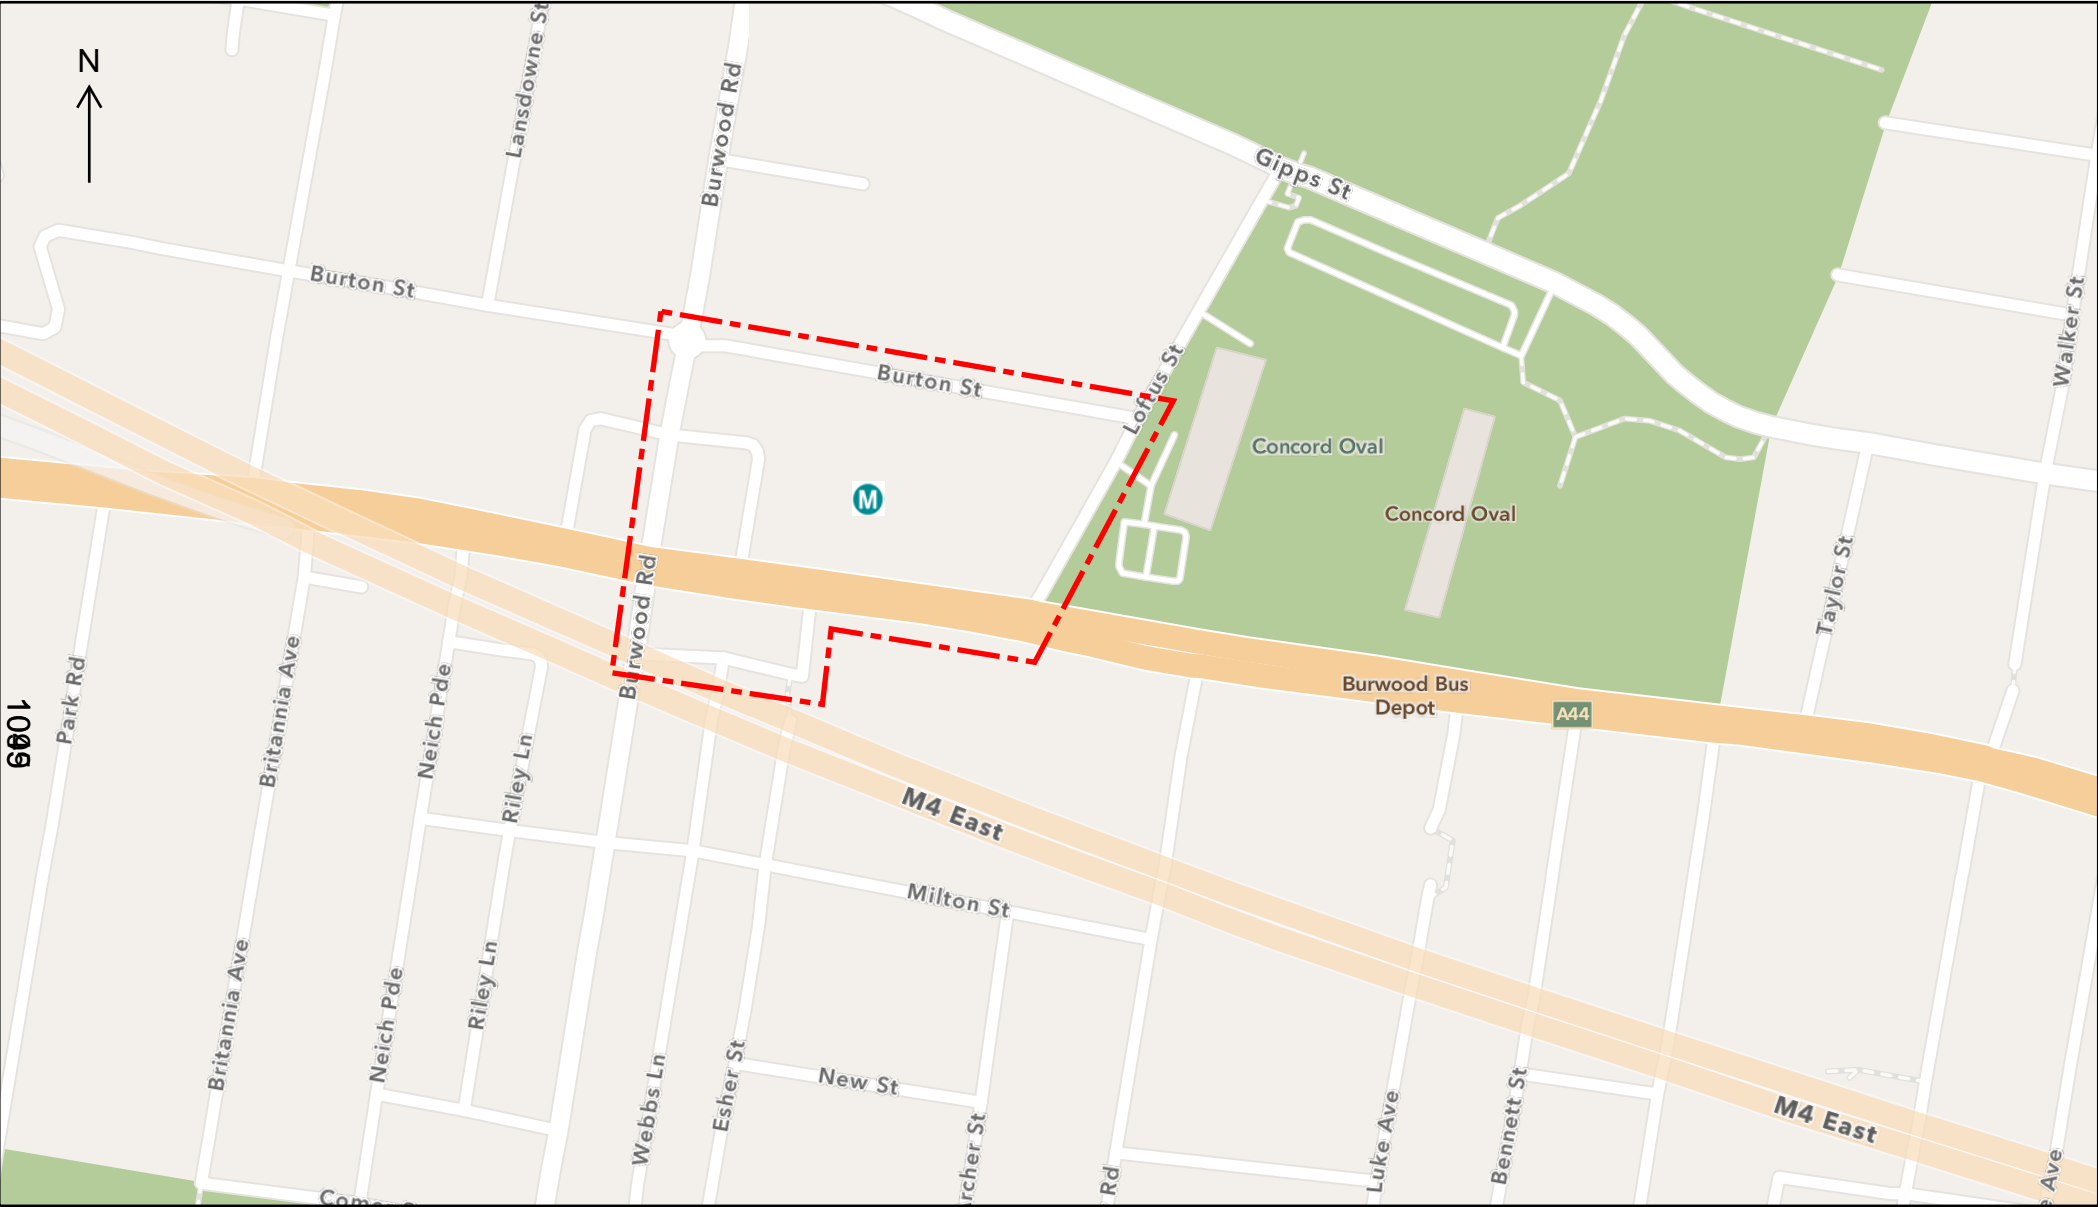 N
Lansdowne St
Burwood Rd
Gipps St
Burton St
Walker St
Loftus St
Burton St
Concord Oval
M
Concord Oval
Taylor St
Burwood Rd
Park Rd
Britannia Ave
Neich Pde
Burwood Bus
Depot
A44
Riley Ln
M4 East
Milton St
Britannia Ave
Neich Pde
Riley Ln
Webbs Ln
Esher St
New St
Luke Ave
Bennett St
M4 East
Rd
Ave